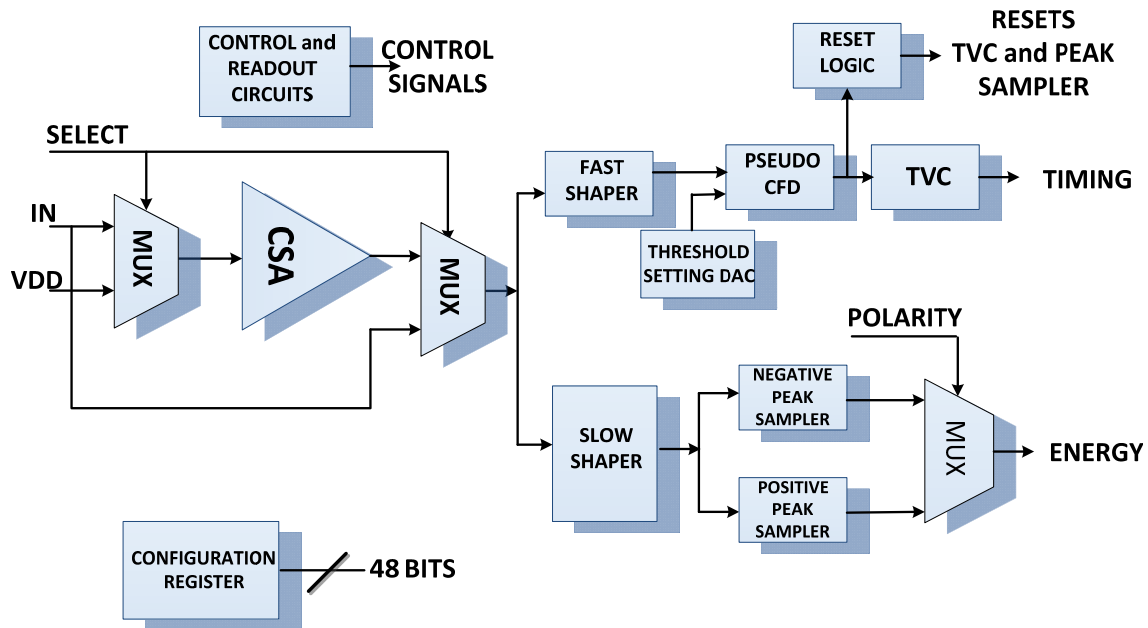 CONTROL and
READOUT
CIRCUITS
CONTROL
SIGNALS
RESET
LOGIC
RESETS
TVC and PEAK
SAMPLER
SELECT
IN
VDD
MUX
CSA
MUX
FAST
SHAPER
PSEUDO
CFD
TVC
TIMING
THRESHOLD
SETTING DAC
POLARITY
SLOW
SHAPER
NEGATIVE
PEAK
SAMPLER
POSITIVE
PEAK
SAMPLER
MUX
ENERGY
CONFIGURATION
REGISTER
48 BITS